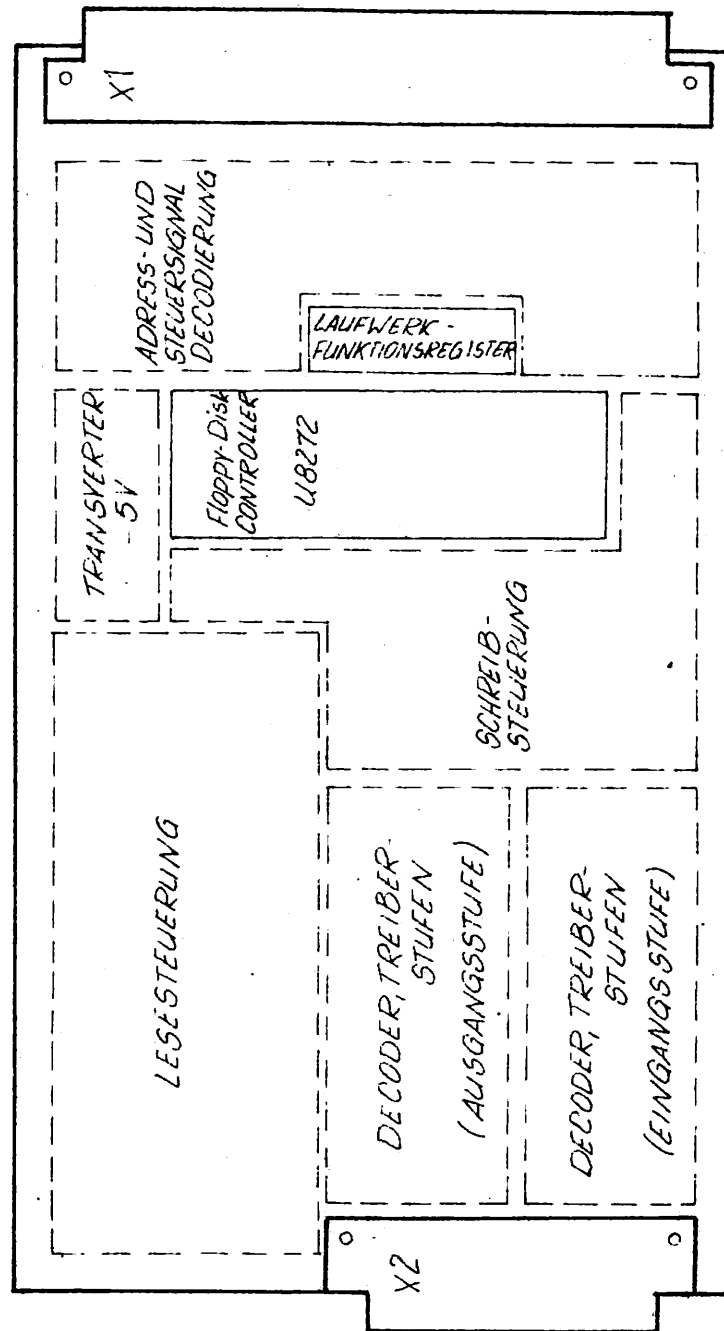 X1
ADRESS-UND
STEUERSIGNAL
DECODIERUNG
LAUFWERK-
FUNKTIONSREGISTER
TRANSVERTER
-5V
Floppy-Disk
CONTROLLER
U8272
SCHREIB-
STEUERUNG
LESESTEUERUNG
DECODER, TREIBER-
STUFEN
(AUSGANGSSTUFE)
DECODER, TREIBER-
STUFEN
(EINGANGSSTUFE)
X2